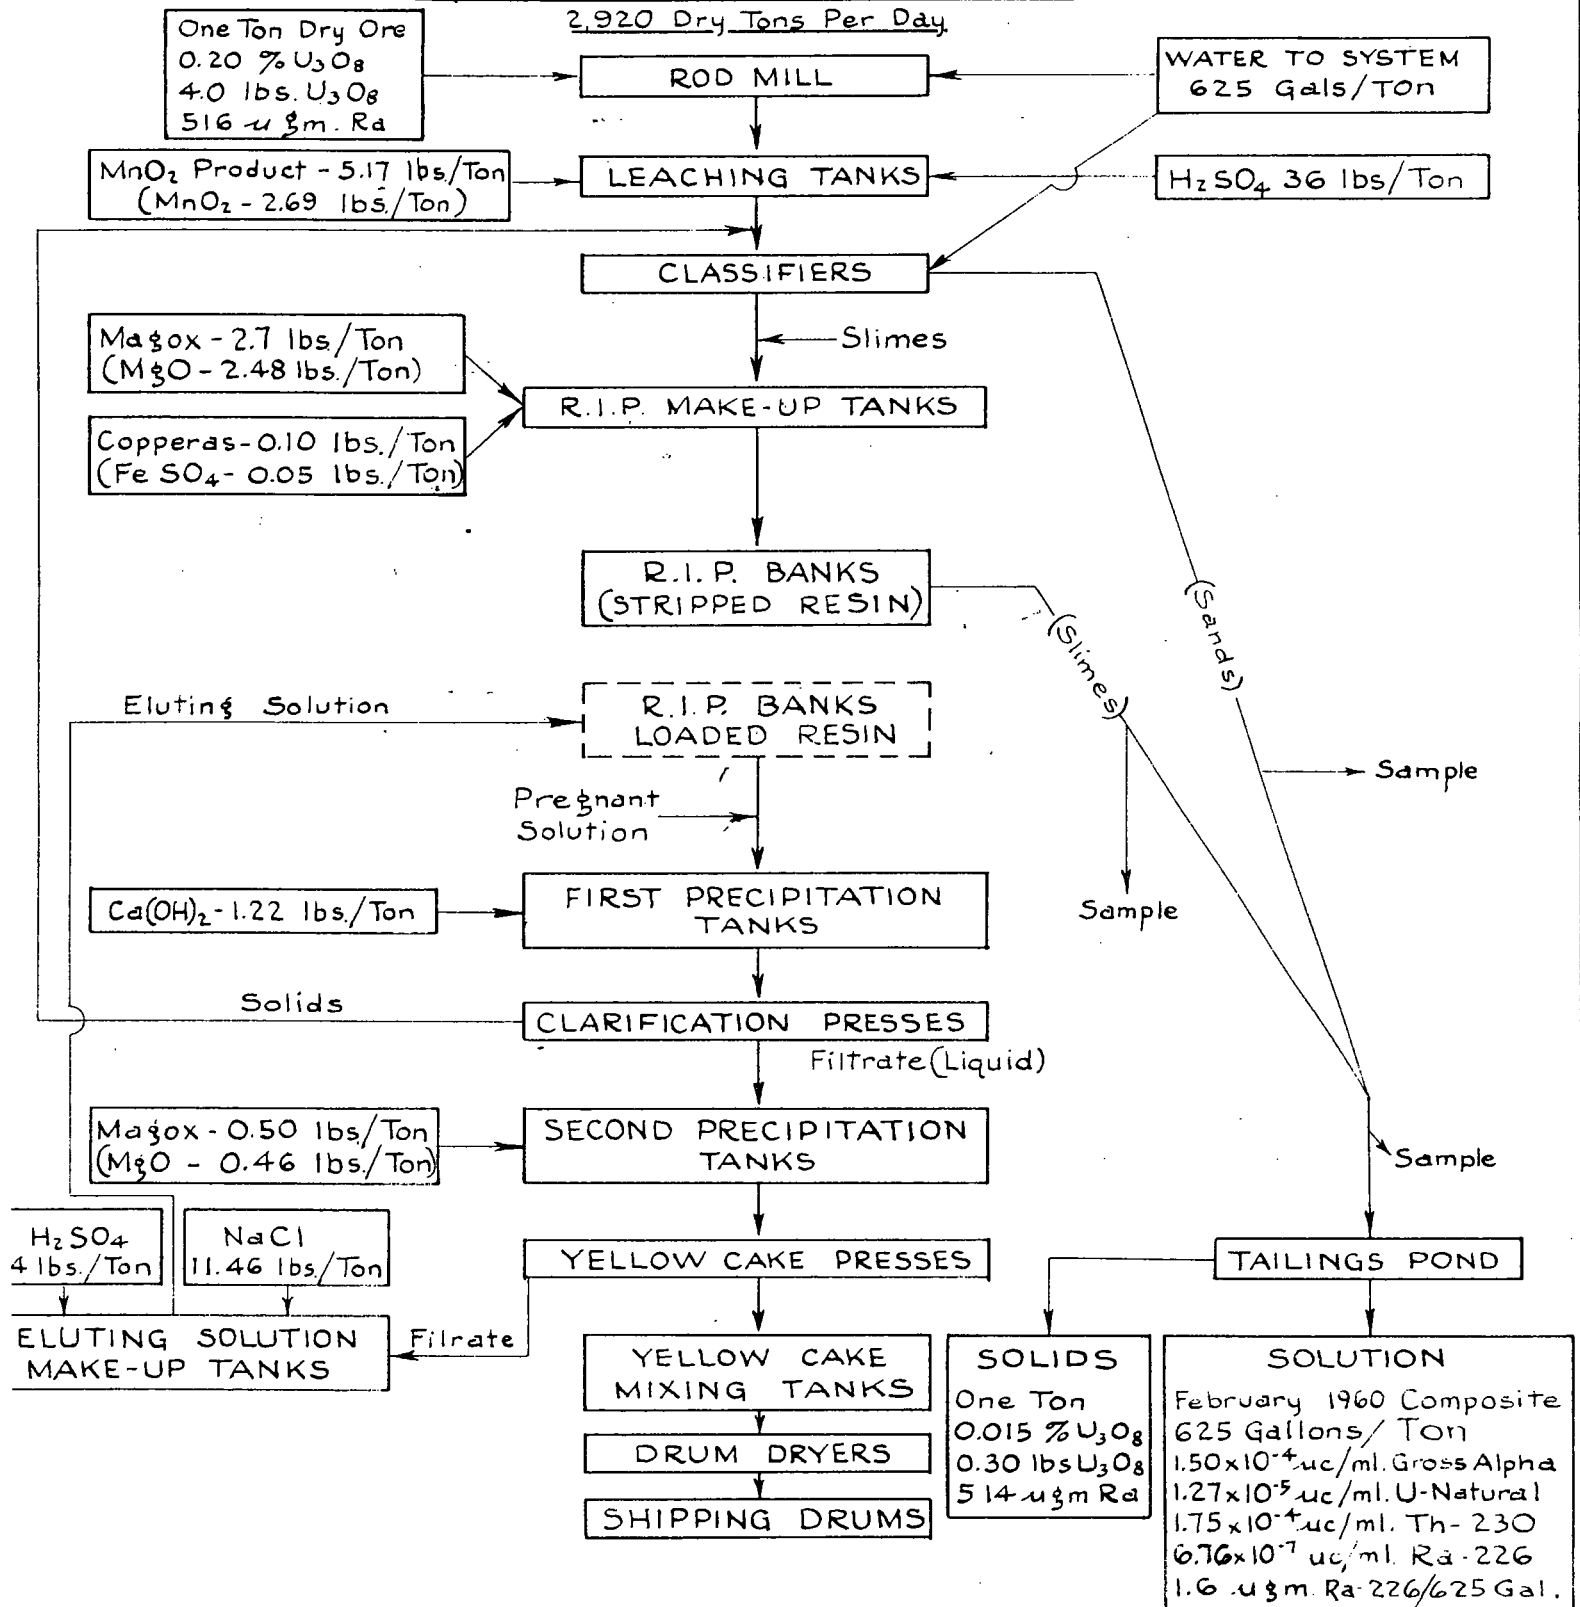 2,920 Dry Tons Per Day
One Ton Dry Ore
0.20 % U₃O₈
4.0 lbs. U₃O₈
516 u gm. Ra
ROD MILL
WATER TO SYSTEM
625 Gals/Ton
MnO₂ Product - 5.17 lbs/Ton
(MnO₂ - 2.69 lbs./Ton)
LEACHING TANKS
H₂SO₄ 36 lbs/Ton
CLASSIFIERS
Magox - 2.7 lbs./Ton
(MgO - 2.48 lbs./Ton)
Slimes
R.I.P. MAKE-UP TANKS
Copperas - 0.10 lbs./Ton
(Fe SO₄ - 0.05 lbs./Ton)
R.I.P. BANKS
(STRIPPED RESIN)
(Slimes)
(Sands)
Eluting Solution
R.I.P. BANKS
LOADED RESIN
Sample
Pregnant
Solution
Ca(OH)₂ - 1.22 lbs./Ton
FIRST PRECIPITATION
TANKS
Sample
Solids
CLARIFICATION PRESSES
Filtrate (Liquid)
Magox - 0.50 lbs/Ton
(MgO - 0.46 lbs./Ton)
SECOND PRECIPITATION
TANKS
Sample
H₂SO₄
4 lbs./Ton
NaCl
11.46 lbs/Ton
YELLOW CAKE PRESSES
TAILINGS POND
ELUTING SOLUTION
MAKE-UP TANKS
Filrate
YELLOW CAKE
MIXING TANKS
DRUM DRYERS
SHIPPING DRUMS
SOLIDS
One Ton
0.015 % U₃O₈
0.30 lbs U₃O₈
514 u gm Ra
SOLUTION
February 1960 Composite
625 Gallons/Ton
1.50x10⁻⁴ uc/ml. Gross Alpha
1.27x10⁻⁵ uc/ml. U-Natural
1.75x10⁻⁴ uc/ml. Th-230
6.76x10⁻⁷ uc/ml. Ra-226
1.6 u gm. Ra-226/625 Gal.